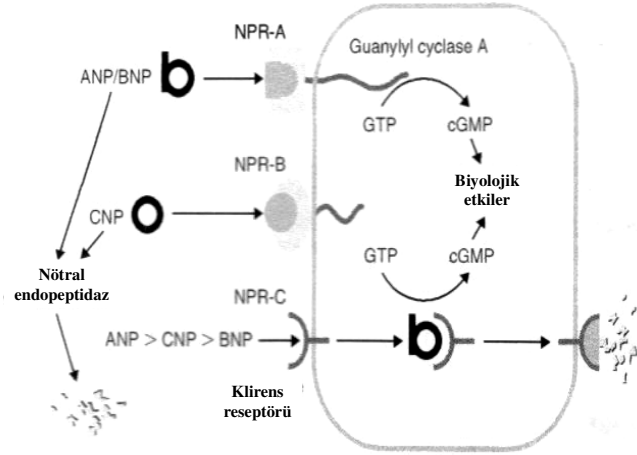 NPR-A
Guanylyl cyclase A
ANP/BNP
GTP
cGMP
NPR-B
Biyolojik
etkiler
CNP
GTP
cGMP
Nötral
endopeptidaz
NPR-C
ANP > CNP > BNP
Klirens
reseptörü